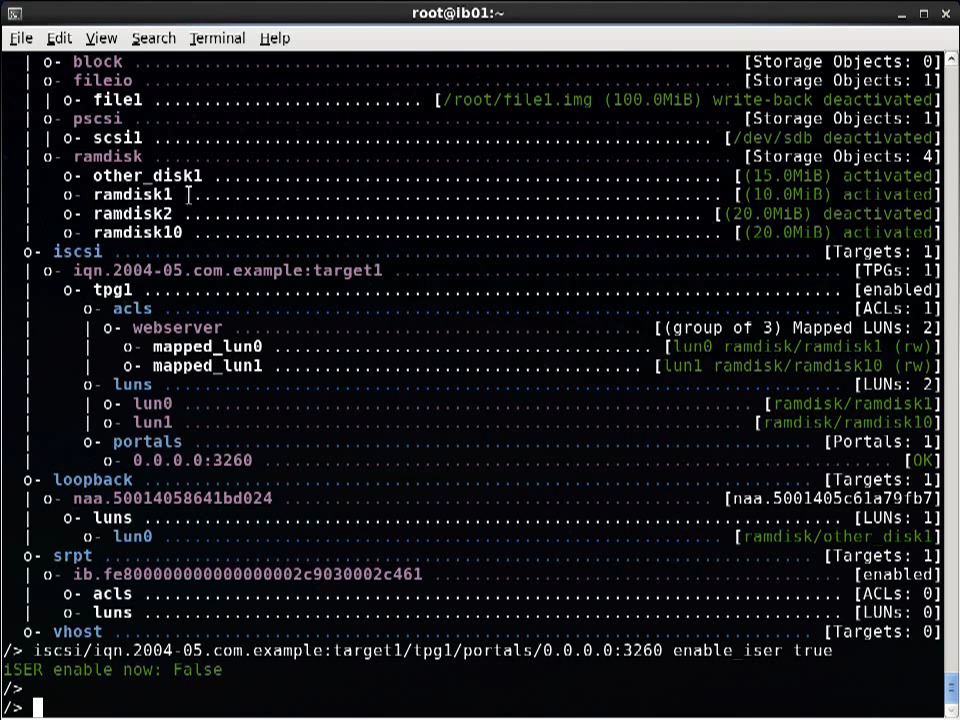 root@ib01:~
File Edit View Search Terminal Help
| o- block ........................................................ [Storage Objects: 0]
| o- fileio ....................................................... [Storage Objects: 1]
| | o- file1 ............................ [/root/file1.img (100.0MiB) write-back deactivated]
| o- pscsi ........................................................ [Storage Objects: 1]
| | o- scsi1 ........................................................ [/dev/sdb deactivated]
| o- ramdisk ...................................................... [Storage Objects: 4]
| o- other_disk1 ................................................... [(15.0MiB) activated]
| o- ramdisk1 ...................................................... [(10.0MiB) activated]
| o- ramdisk2 .................................................... [(20.0MiB) deactivated]
| o- ramdisk10 ..................................................... [(20.0MiB) activated]
o- iscsi ................................................................ [Targets: 1]
| o- iqn.2004-05.com.example:target1 ....................................... [TPGs: 1]
| o- tpg1 ................................................................. [enabled]
| o- acls ................................................................ [ACLs: 1]
| | o- webserver ........................................ [(group of 3) Mapped LUNs: 2]
| | o- mapped_lun0 ...................................... [lun0 ramdisk/ramdisk1 (rw)]
| | o- mapped_lun1 ..................................... [lun1 ramdisk/ramdisk10 (rw)]
| o- luns ................................................................ [LUNs: 2]
| | o- lun0 ..................................................... [ramdisk/ramdisk1]
| | o- lun1 .................................................... [ramdisk/ramdisk10]
| o- portals .......................................................... [Portals: 1]
| o- 0.0.0.0:3260 ............................................................ [OK]
o- loopback ............................................................. [Targets: 1]
| o- naa.50014058641bd024 ....................................... [naa.5001405c61a79fb7]
| o- luns ................................................................ [LUNs: 1]
| o- lun0 .................................................. [ramdisk/other_disk1]
o- srpt ................................................................. [Targets: 1]
| o- ib.fe800000000000000002c9030002c461 .................................... [enabled]
| o- acls ................................................................ [ACLs: 0]
| o- luns ................................................................ [LUNs: 0]
o- vhost ................................................................ [Targets: 0]
/> iscsi/iqn.2004-05.com.example:target1/tpg1/portals/0.0.0.0:3260 enable_iser true
iSER enable now: False
/>
/>